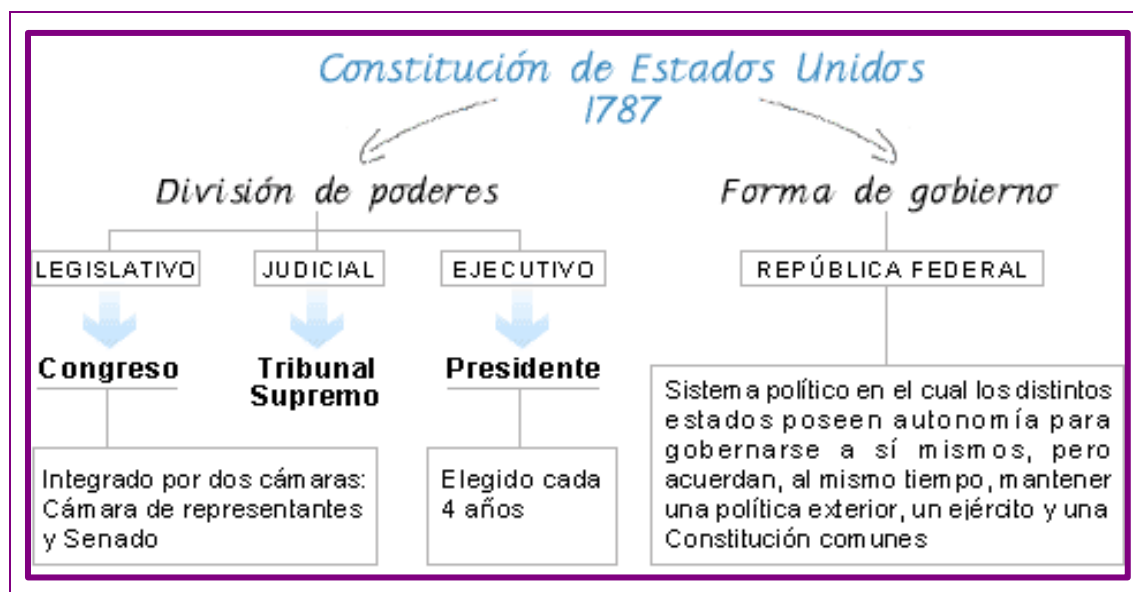 Constitución de Estados Unidos
1787
División de poderes
Forma de gobierno
LEGISLATIVO
JUDICIAL
EJECUTIVO
REPÚBLICA FEDERAL
Congreso
Tribunal
Supremo
Presidente
Integrado por dos cámaras:
Cámara de representantes
y Senado
Elegido cada
4 años
Sistema político en el cual los distintos
estados poseen autonomía para
gobernarse a sí mismos, pero
acuerdan, al mismo tiempo, mantener
una política exterior, un ejército y una
Constitución comunes